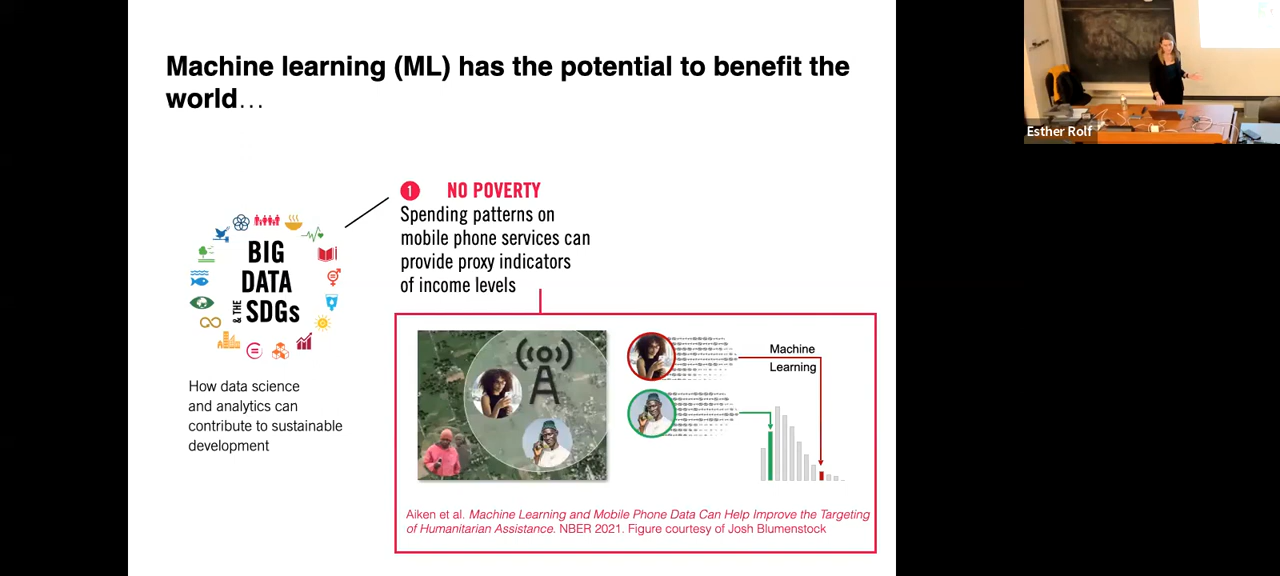 Machine learning (ML) has the potential to benefit the
world…
Esther Rolf
1 NO POVERTY
Spending patterns on
mobile phone services can
provide proxy indicators
of income levels
BIG
DATA
& THE
SDGs
How data science
and analytics can
contribute to sustainable
development
Machine
Learning
Aiken et al. Machine Learning and Mobile Phone Data Can Help Improve the Targeting
of Humanitarian Assistance. NBER 2021. Figure courtesy of Josh Blumenstock